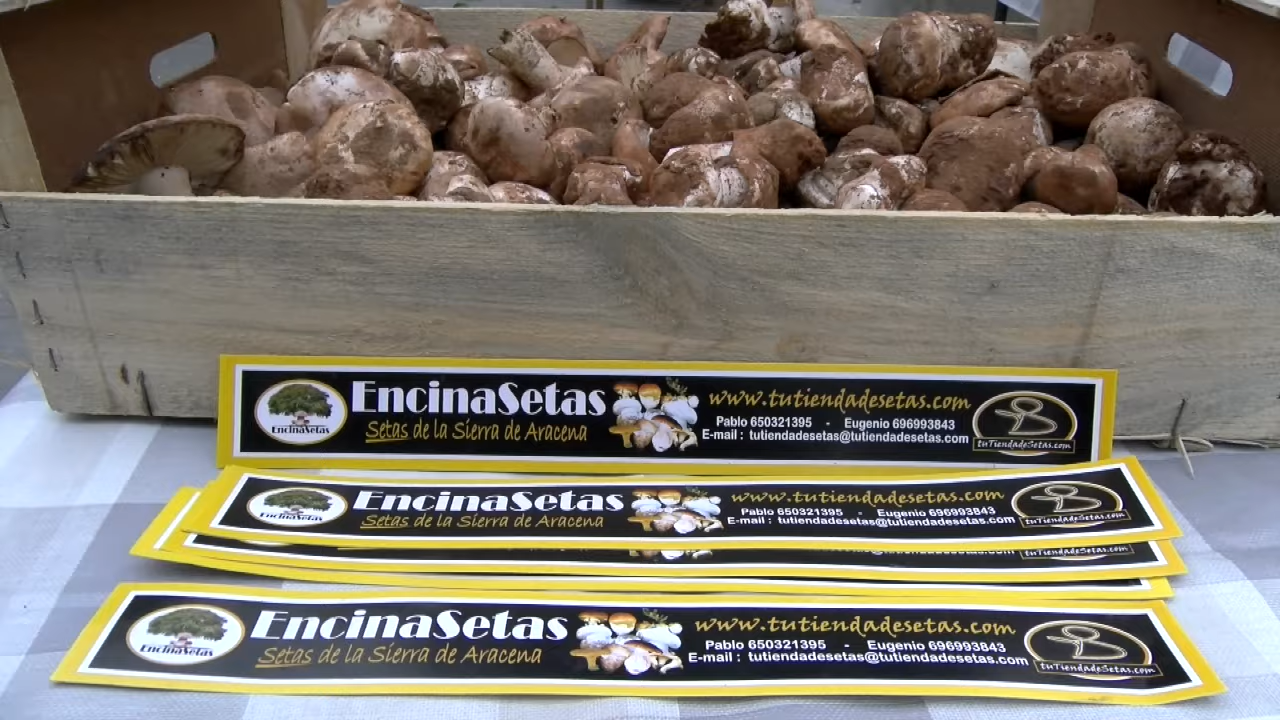 EncinaSetas
EncinaSetas
Setas de la Sierra de Aracena
www.tutiendadesetas.com
Pablo 650321395 - Eugenio 696993843
E-mail : tutiendadesetas@tutiendadesetas.com
tuTiendadeSetas.com
EncinaSetas
EncinaSetas
Setas de la Sierra de Aracena
www.tutiendadesetas.com
Pablo 650321395 - Eugenio 696993843
E-mail : tutiendadesetas@tutiendadesetas.com
tuTiendadeSetas.com
tuTiendadeSetas.com
EncinaSetas
EncinaSetas
Setas de la Sierra de Aracena
www.tutiendadesetas.com
Pablo 650321395 - Eugenio 696993843
E-mail : tutiendadesetas@tutiendadesetas.com
tuTiendadeSetas.com